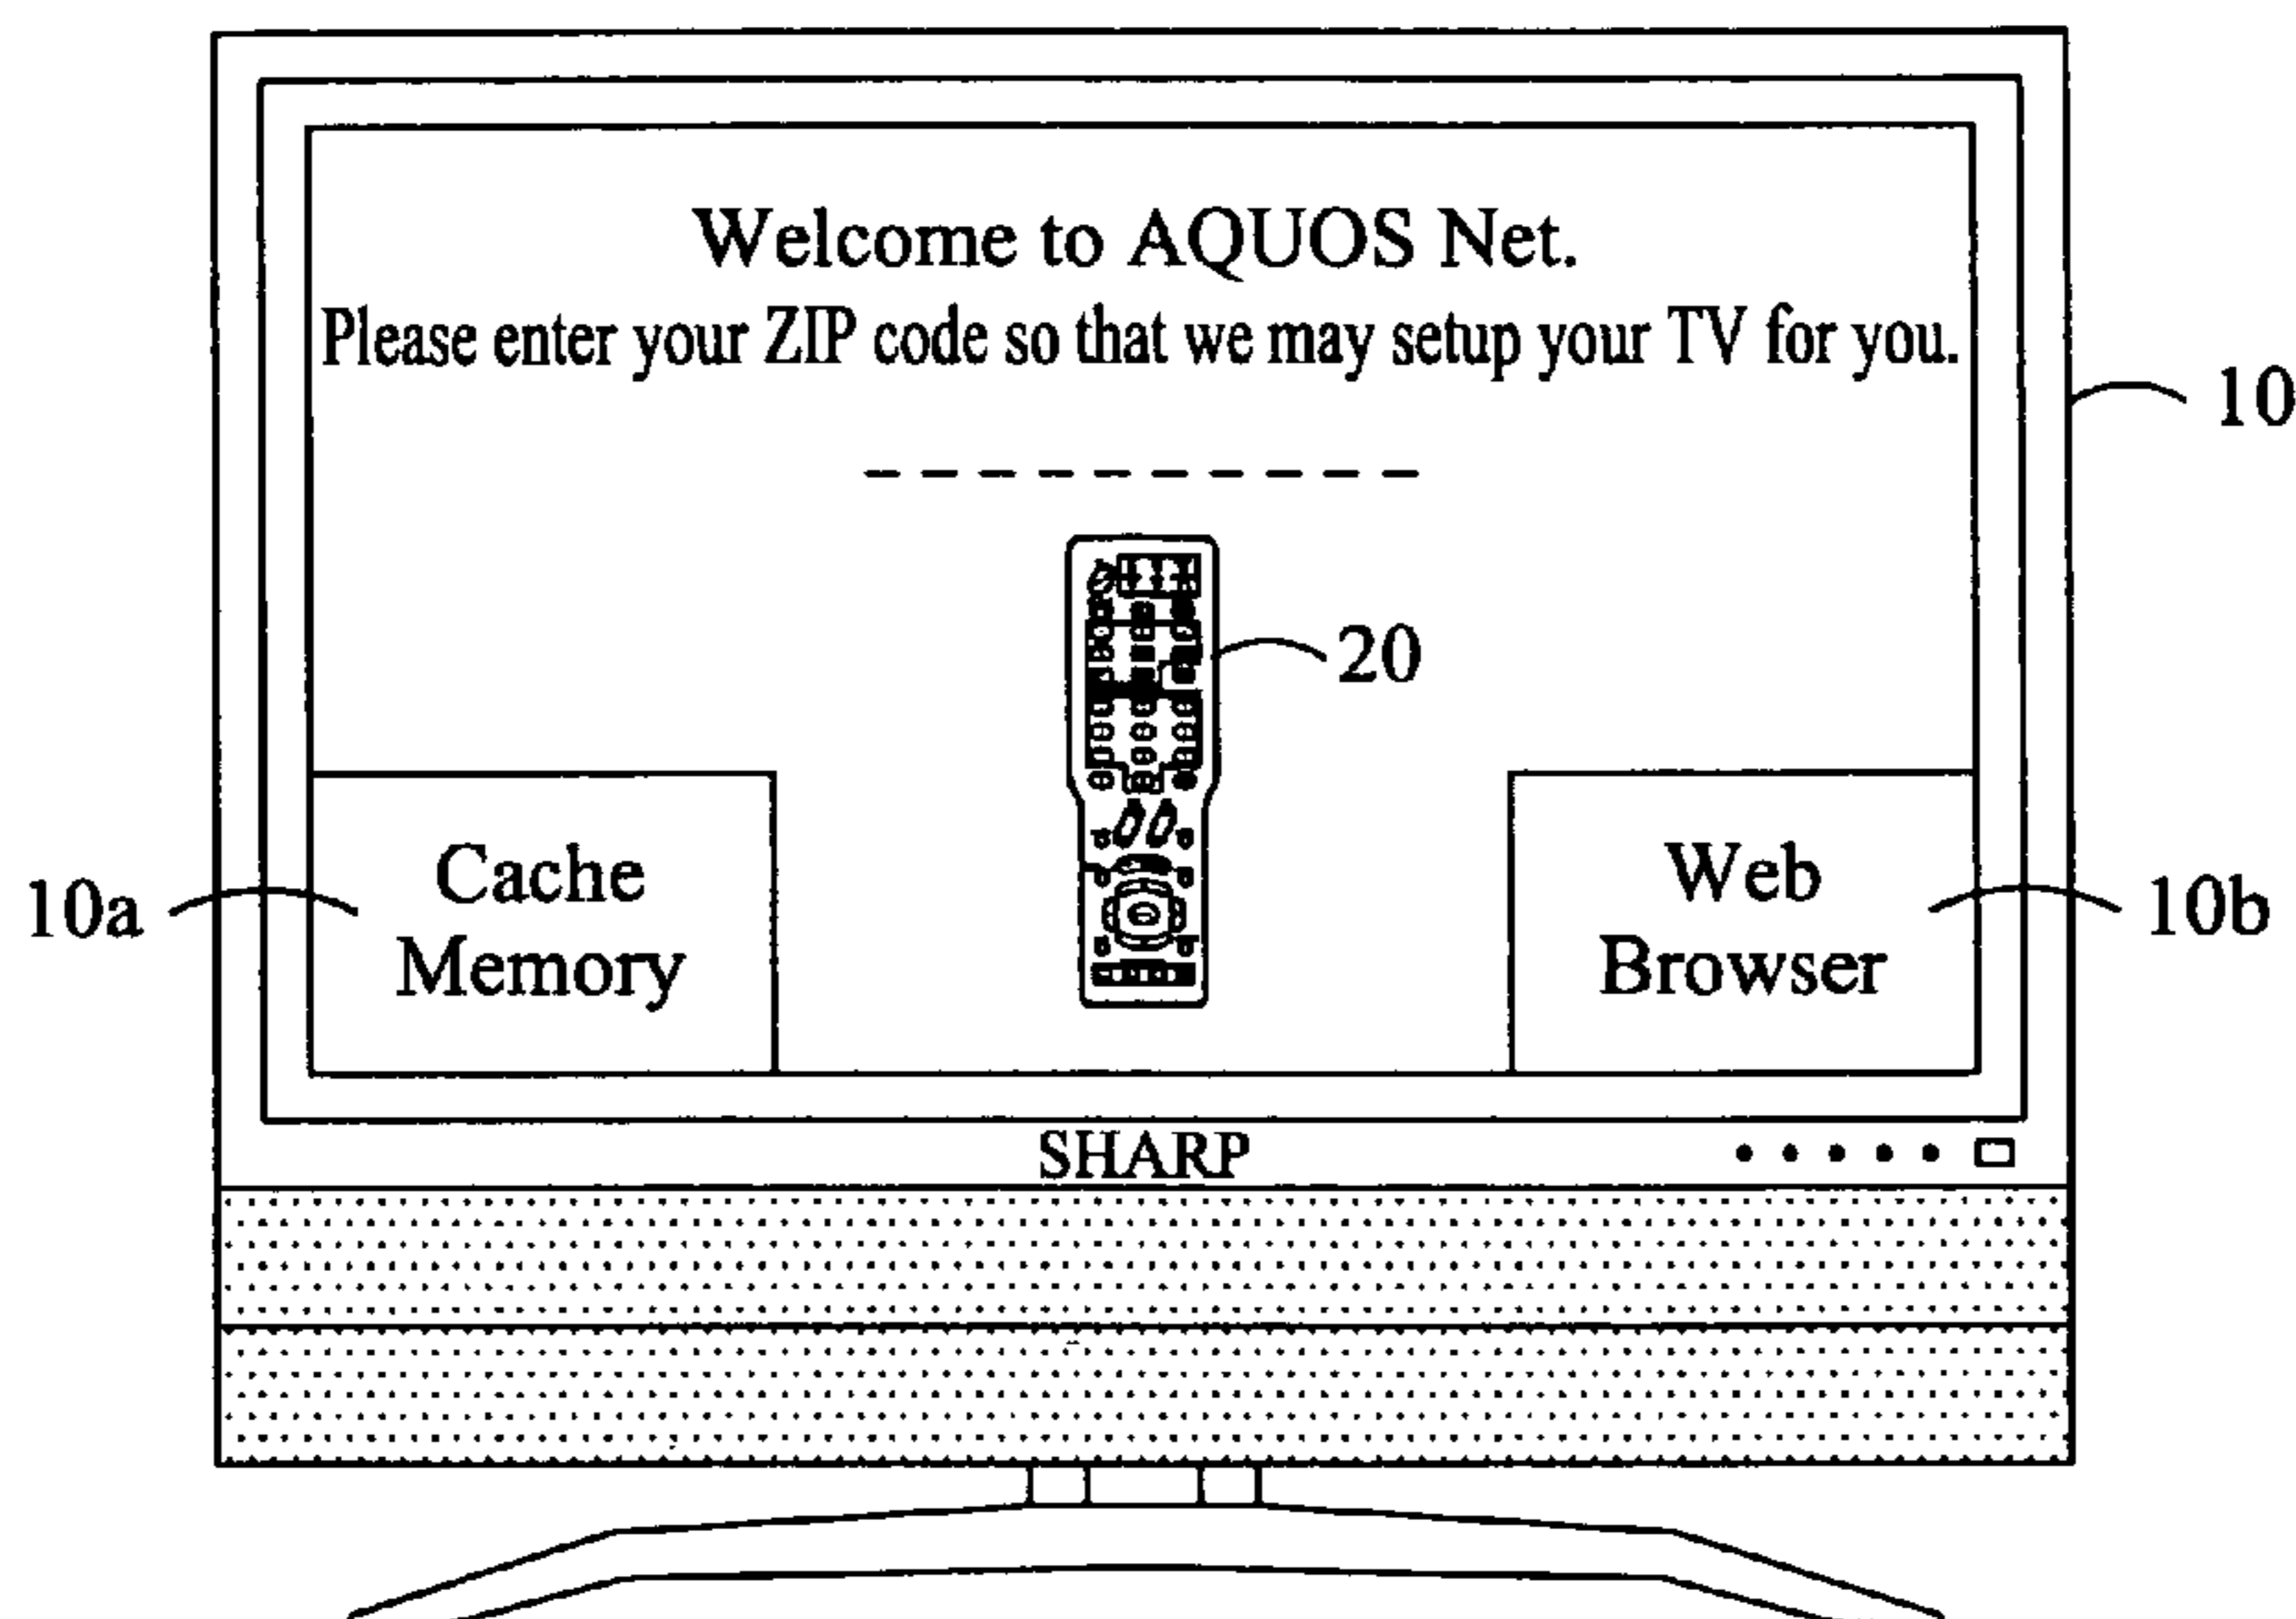 Welcome to AQUOS Net.
Please enter your ZIP code so that we may setup your TV for you.
10
----------
20
Cache
Memory
10a
Web
Browser
10b
SHARP